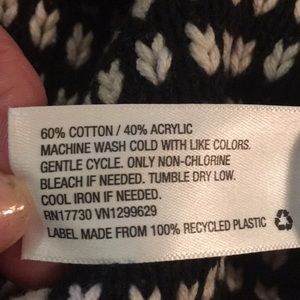 60% COTTON / 40% ACRYLIC
MACHINE WASH COLD WITH LIKE COLORS.
GENTLE CYCLE. ONLY NON-CHLORINE
BLEACH IF NEEDED. TUMBLE DRY LOW.
COOL IRON IF NEEDED.
RN17730 VN1299629
LABEL MADE FROM 100% RECYCLED PLASTIC